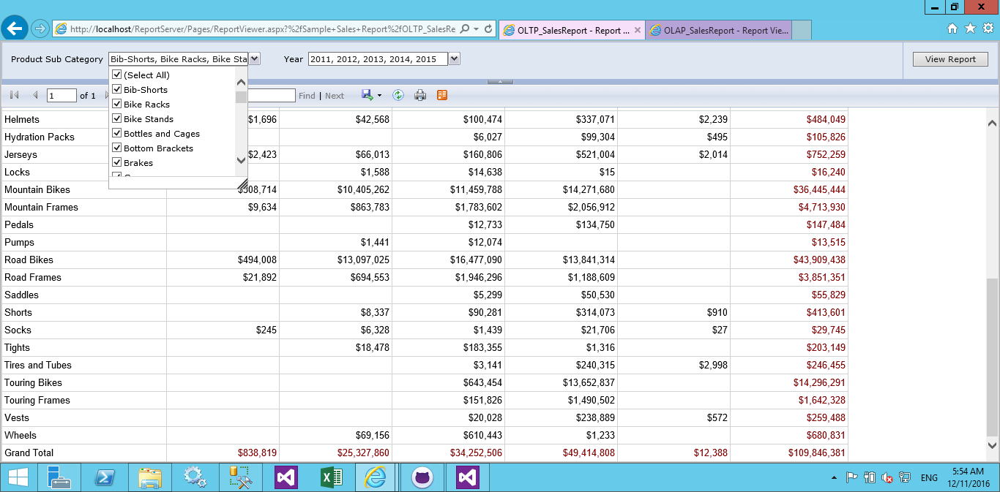 http://localhost/ReportServer/Pages/ReportViewer.aspx?%2fSample+Sales+Report%2fOLTP_SalesRe
OLTP_SalesReport - Report ...
OLAP_SalesReport - Report Vie...
Product Sub Category Bib-Shorts, Bike Racks, Bike Sta Year 2011, 2012, 2013, 2014, 2015 View Report
(Select All)
Bib-Shorts
Bike Racks
Bike Stands
Bottles and Cages
Bottom Brackets
Brakes
1 of 1 Find | Next
Helmets $1,696 $42,568 $100,474 $337,071 $2,239 $484,049
Hydration Packs $6,027 $99,304 $495 $105,826
Jerseys $2,423 $66,013 $160,806 $521,004 $2,014 $752,259
Locks $1,588 $14,638 $15 $16,240
Mountain Bikes $308,714 $10,405,262 $11,459,788 $14,271,680 $36,445,444
Mountain Frames $9,634 $863,783 $1,783,602 $2,056,912 $4,713,930
Pedals $12,733 $134,750 $147,484
Pumps $1,441 $12,074 $13,515
Road Bikes $494,008 $13,097,025 $16,477,090 $13,841,314 $43,909,438
Road Frames $21,892 $694,553 $1,946,296 $1,188,609 $3,851,351
Saddles $5,299 $50,530 $55,829
Shorts $8,337 $90,281 $314,073 $910 $413,601
Socks $245 $6,328 $1,439 $21,706 $27 $29,745
Tights $18,478 $183,355 $1,316 $203,149
Tires and Tubes $3,141 $240,315 $2,998 $246,455
Touring Bikes $643,454 $13,652,837 $14,296,291
Touring Frames $151,826 $1,490,502 $1,642,328
Vests $20,028 $238,889 $572 $259,488
Wheels $69,156 $610,443 $1,233 $680,831
Grand Total $838,819 $25,327,860 $34,252,506 $49,414,808 $12,388 $109,846,381
ENG
5:54 AM
12/11/2016